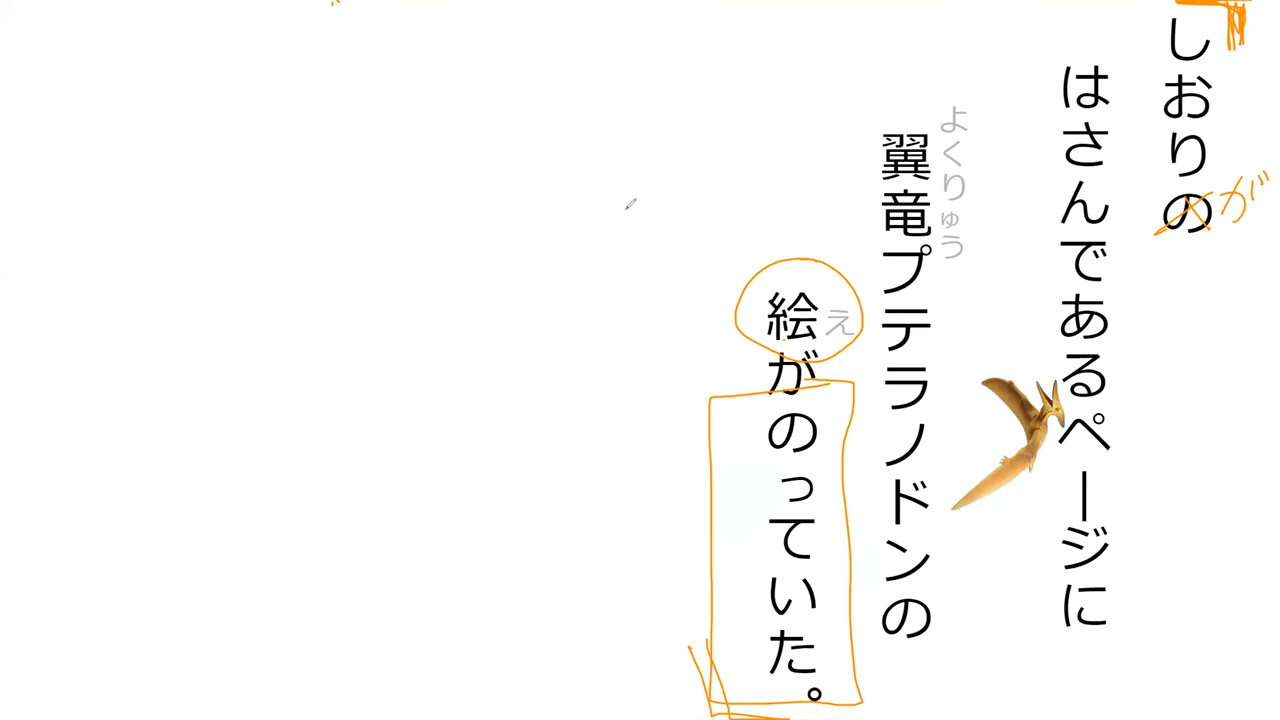 しおりの
が
はさんであるページに
よくりゅう
翼竜プテラノドンの
え
絵がのっていた。